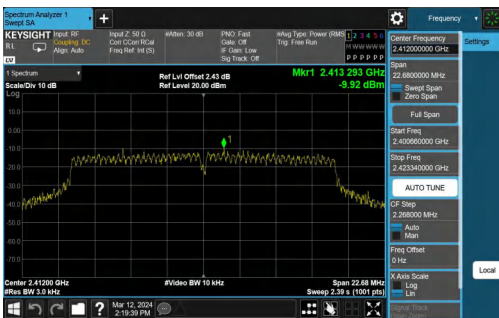 Spectrum Analyzer 1
Swept SA
+
Frequency
KEYSIGHT
RL
Input: RF
Coupling: DC
Align: Auto
Input Z: 50 Ω
Corr CCorr RCal
Freq Ref: Int (S)
#Atten: 30 dB
PNO: Fast
Gate: Off
IF Gain: Low
Sig Track: Off
#Avg Type: Power (RMS)
Trig: Free Run
1 2 3 4 5 6
M W W W W W
P P P P P P
LV
1 Spectrum
Scale/Div 10 dB
Log
Ref Lvl Offset 2.43 dB
Ref Level 20.00 dBm
Mkr1 2.413 293 GHz
-9.92 dBm
1
10.0
0.00
-10.0
-20.0
-30.0
-40.0
-50.0
-60.0
-70.0
Center 2.41200 GHz
#Res BW 3.0 kHz
#Video BW 10 kHz
Span 22.68 MHz
Sweep 2.39 s (1001 pts)
Mar 12, 2024
2:19:39 PM
?
Center Frequency
2.412000000 GHz
Settings
Span
22.6800000 MHz
Swept Span
Zero Span
Full Span
Start Freq
2.400660000 GHz
Stop Freq
2.423340000 GHz
AUTO TUNE
CF Step
2.268000 MHz
Auto
Man
Freq Offset
0 Hz
X Axis Scale
Log
Lin
Local
Signal Track